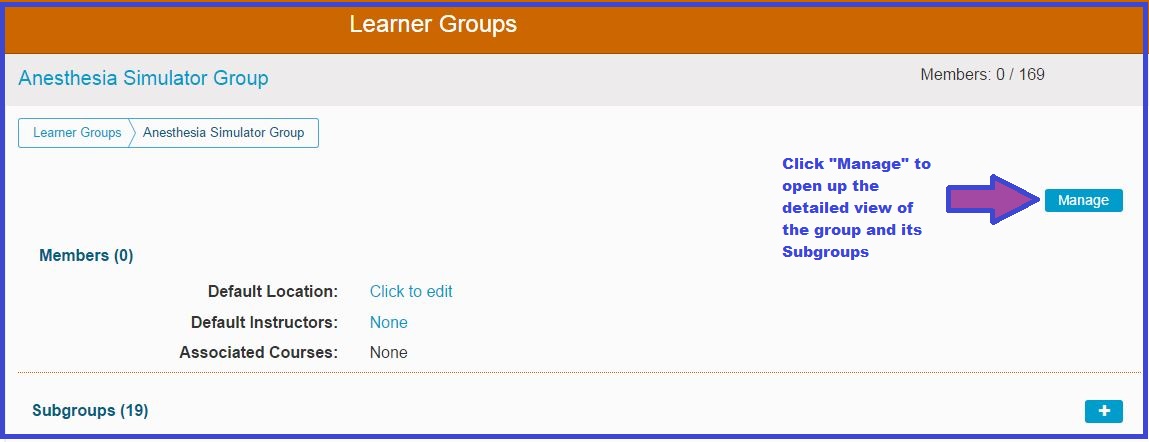 Learner Groups
Anesthesia Simulator Group
Members: 0 / 169
Learner Groups
Anesthesia Simulator Group
Click "Manage" to
open up the
detailed view of
the group and its
Subgroups
Manage
Members (0)
Default Location: Click to edit
Default Instructors: None
Associated Courses: None
Subgroups (19)
+